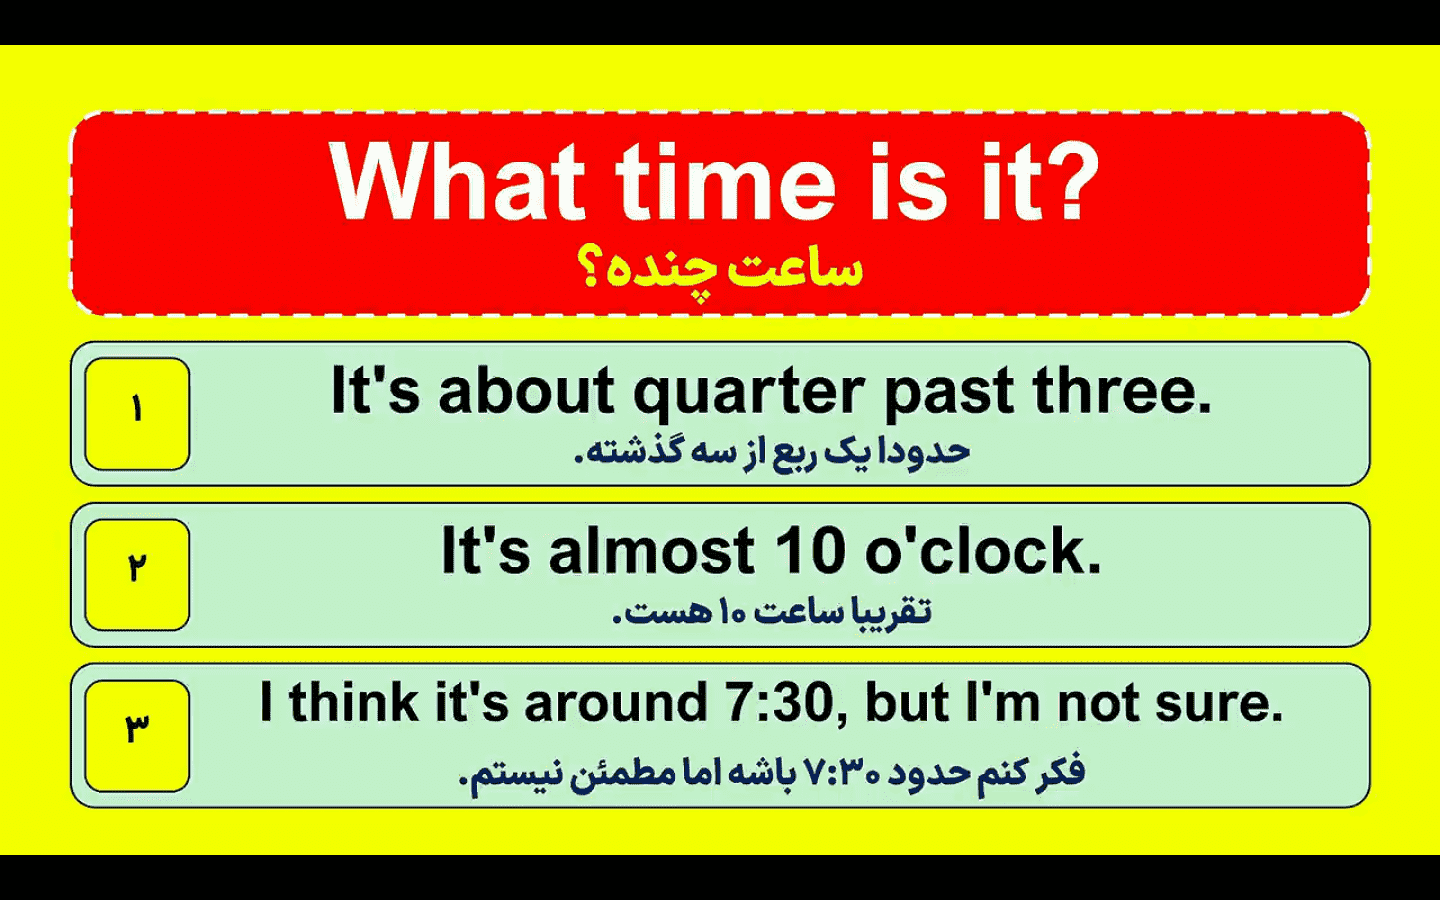 What time is it?
ساعت چنده؟
۱
It's about quarter past three.
حدودا یک ربع از سه گذشته.
۲
It's almost 10 o'clock.
تقریبا ساعت ۱۰ هست.
۳
I think it's around 7:30, but I'm not sure.
فکر کنم حدود ۷:۳۰ باشه اما مطمئن نیستم.